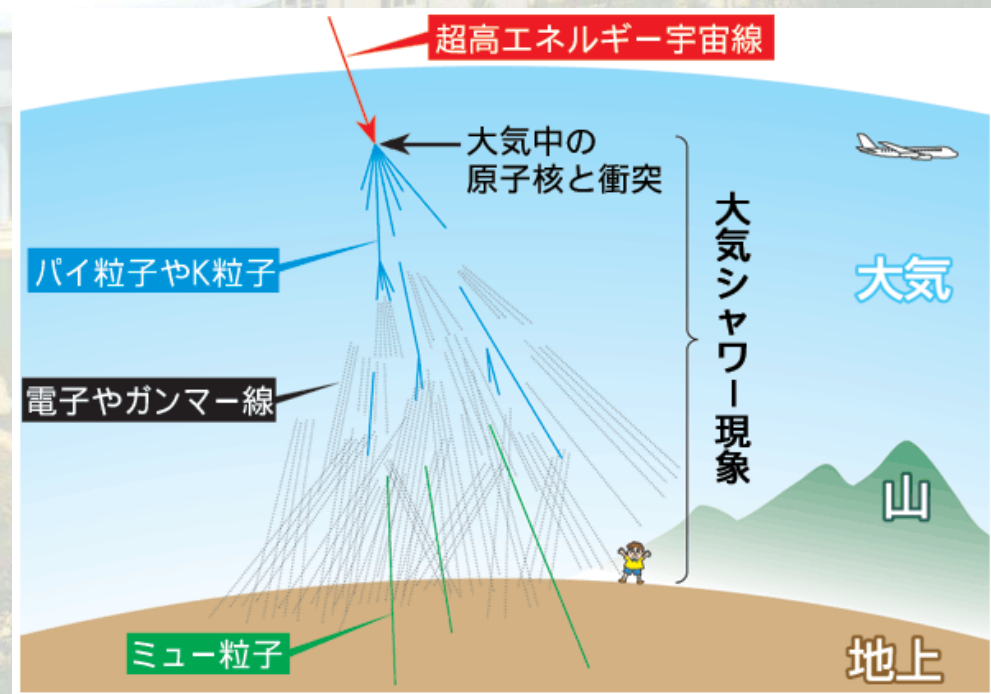 超高エネルギー宇宙線
大気中の
原子核と衝突
パイ粒子やK粒子
大気シャワー現象
大気
電子やガンマー線
山
ミュー粒子
地上